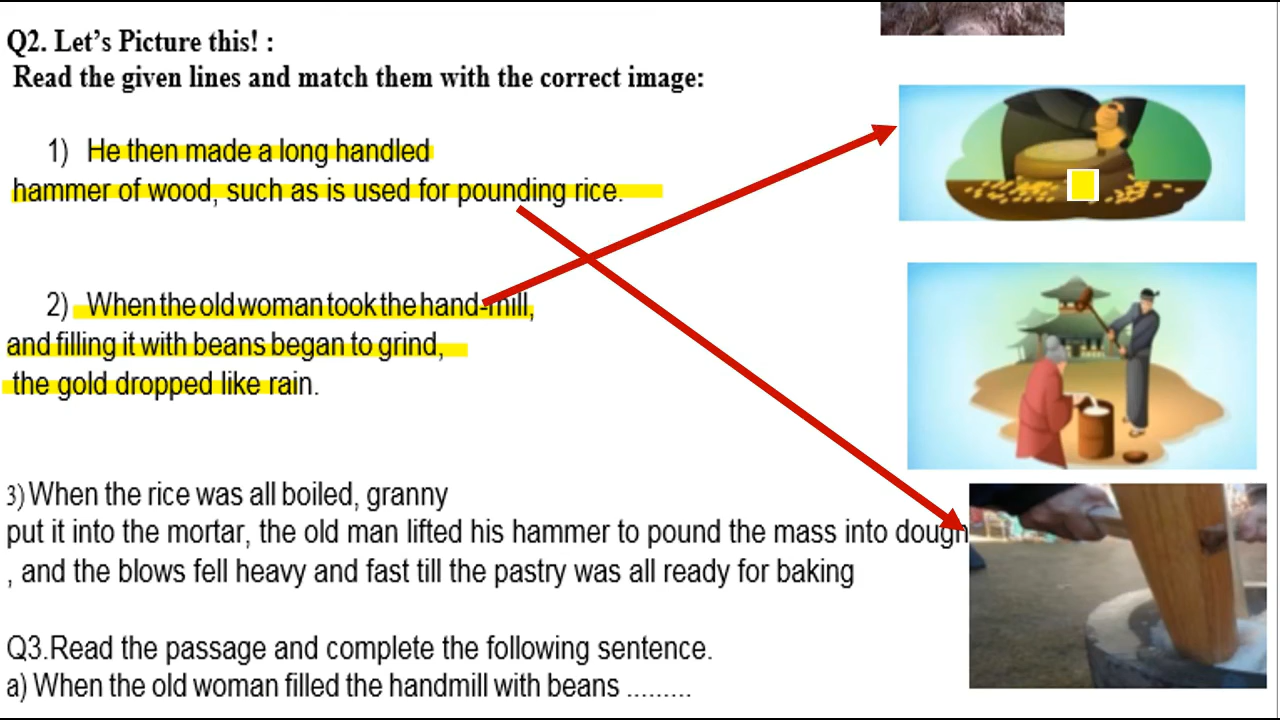 Q2. Let's Picture this! :
Read the given lines and match them with the correct image:
1) He then made a long handled
hammer of wood, such as is used for pounding rice.
2) When the old woman took the hand-mill,
and filling it with beans began to grind,
the gold dropped like rain.
3) When the rice was all boiled, granny
put it into the mortar, the old man lifted his hammer to pound the mass into dough
, and the blows fell heavy and fast till the pastry was all ready for baking
Q3.Read the passage and complete the following sentence.
a) When the old woman filled the handmill with beans .........